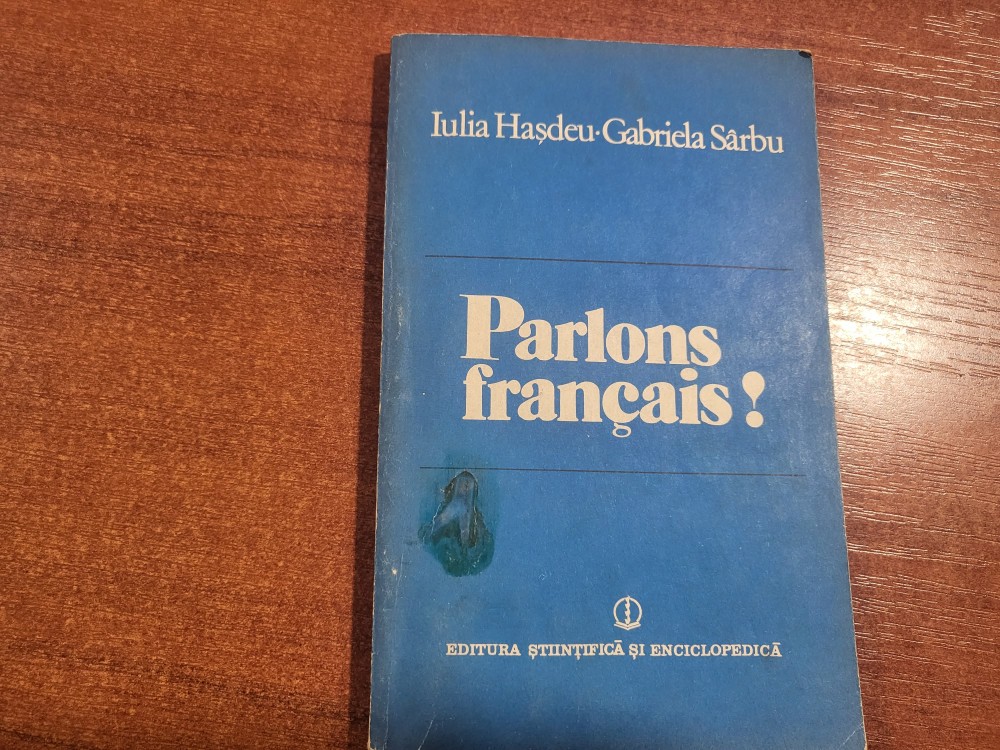 Iulia Hașdeu · Gabriela Sârbu
Parlons
français !
EDITURA ȘTIINȚIFICĂ ȘI ENCICLOPEDICĂ